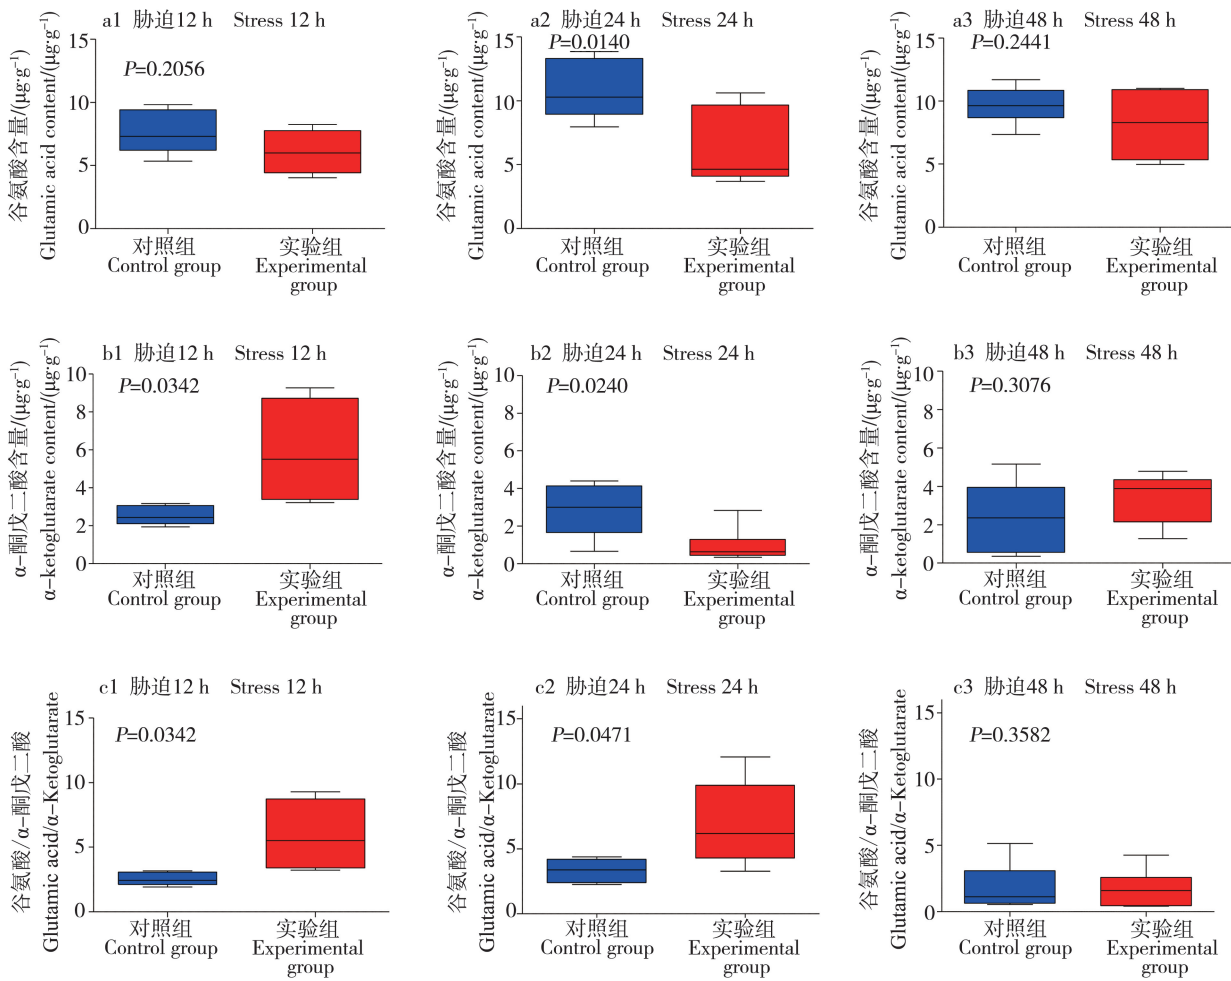 a1 胁迫12 h Stress 12 h
P=0.2056
谷氨酸含量/(μg·g⁻¹)
Glutamic acid content/(μg·g⁻¹)
15
10
5
0
对照组
Control group
实验组
Experimental
group
a2 胁迫24 h Stress 24 h
P=0.0140
谷氨酸含量/(μg·g⁻¹)
Glutamic acid content/(μg·g⁻¹)
15
10
5
0
对照组
Control group
实验组
Experimental
group
a3 胁迫48 h Stress 48 h
P=0.2441
谷氨酸含量/(μg·g⁻¹)
Glutamic acid content/(μg·g⁻¹)
15
10
5
0
对照组
Control group
实验组
Experimental
group
b1 胁迫12 h Stress 12 h
P=0.0342
α-酮戊二酸含量/(μg·g⁻¹)
α-ketoglutarate content/(μg·g⁻¹)
10
8
6
4
2
0
对照组
Control group
实验组
Experimental
group
b2 胁迫24 h Stress 24 h
P=0.0240
α-酮戊二酸含量/(μg·g⁻¹)
α-ketoglutarate content/(μg·g⁻¹)
10
8
6
4
2
0
对照组
Control group
实验组
Experimental
group
b3 胁迫48 h Stress 48 h
P=0.3076
α-酮戊二酸含量/(μg·g⁻¹)
α-ketoglutarate content/(μg·g⁻¹)
10
8
6
4
2
0
对照组
Control group
实验组
Experimental
group
c1 胁迫12 h Stress 12 h
P=0.0342
谷氨酸/α-酮戊二酸
Glutamic acid/α-Ketoglutarate
15
10
5
0
对照组
Control group
实验组
Experimental
group
c2 胁迫24 h Stress 24 h
P=0.0471
谷氨酸/α-酮戊二酸
Glutamic acid/α-Ketoglutarate
15
10
5
0
对照组
Control group
实验组
Experimental
group
c3 胁迫48 h Stress 48 h
P=0.3582
谷氨酸/α-酮戊二酸
Glutamic acid/α-Ketoglutarate
15
10
5
0
对照组
Control group
实验组
Experimental
group